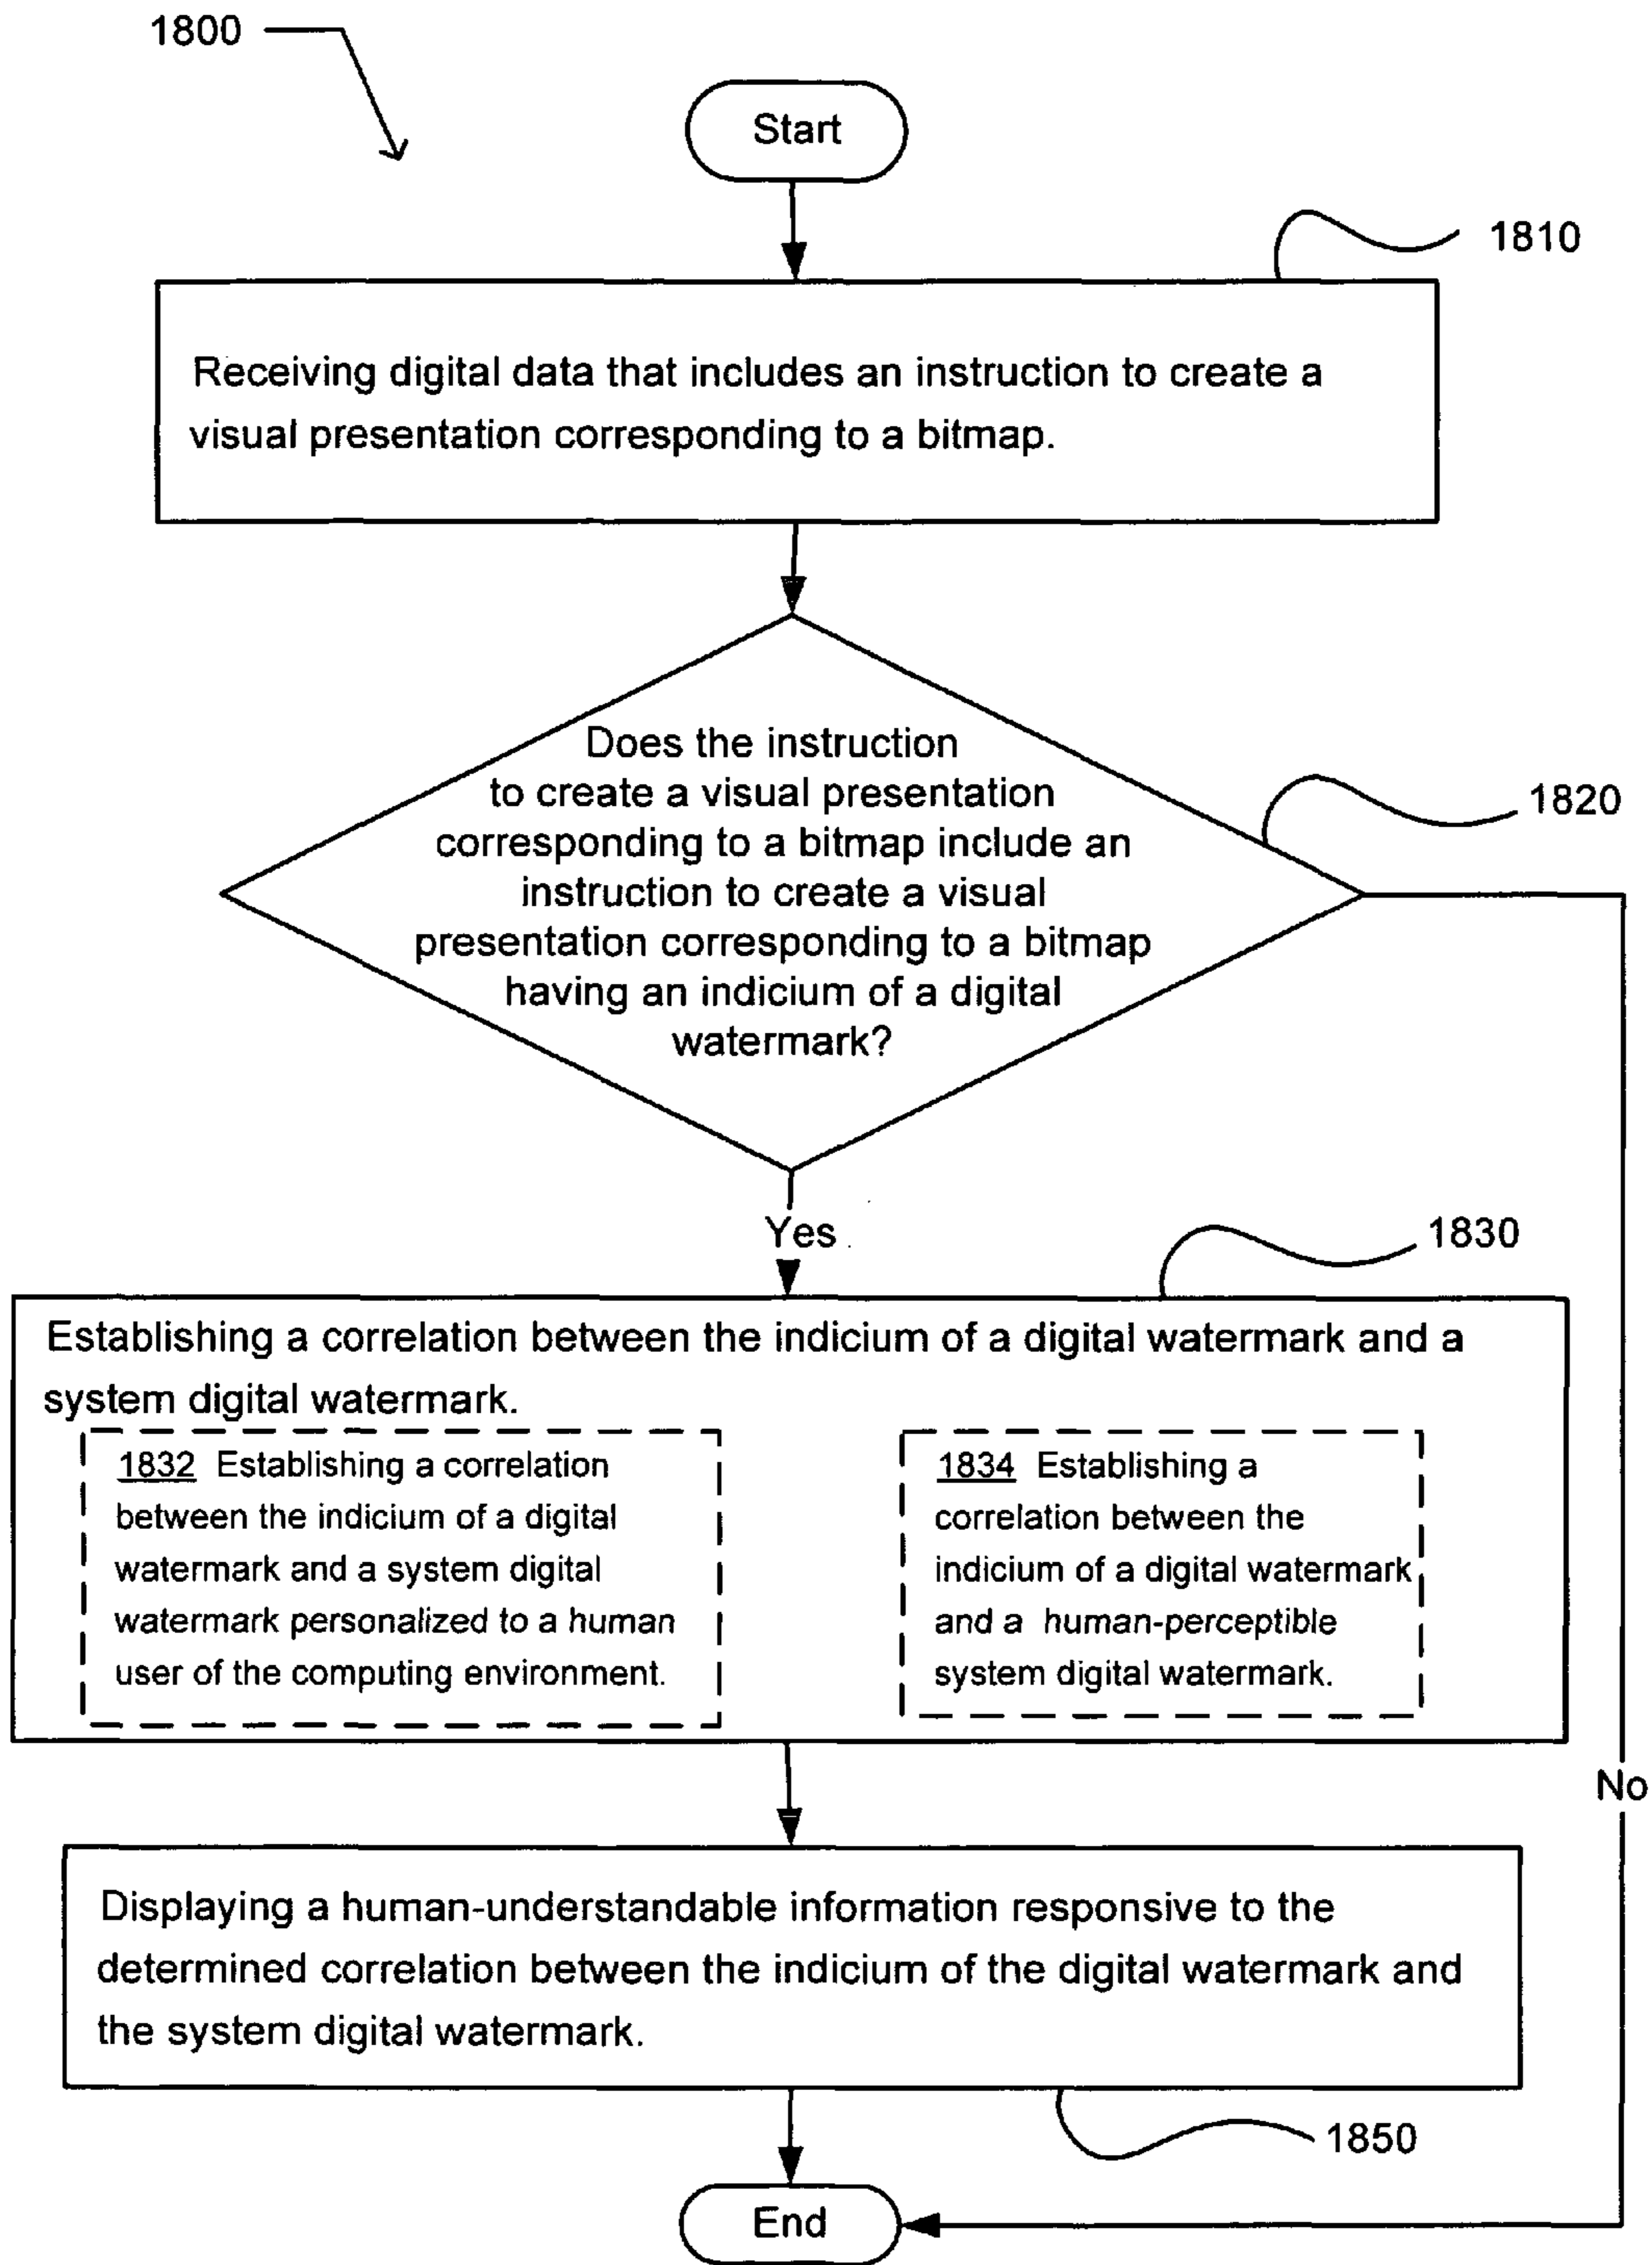 1800
Start
1810
Receiving digital data that includes an instruction to create a
visual presentation corresponding to a bitmap.
Does the instruction
to create a visual presentation
corresponding to a bitmap include an
instruction to create a visual
presentation corresponding to a bitmap
having an indicium of a digital
watermark?
1820
Yes
1830
Establishing a correlation between the indicium of a digital watermark and a
system digital watermark.
1832 Establishing a correlation
between the indicium of a digital
watermark and a system digital
watermark personalized to a human
user of the computing environment.
1834 Establishing a
correlation between the
indicium of a digital watermark
and a human-perceptible
system digital watermark.
No
Displaying a human-understandable information responsive to the
determined correlation between the indicium of the digital watermark and
the system digital watermark.
1850
End